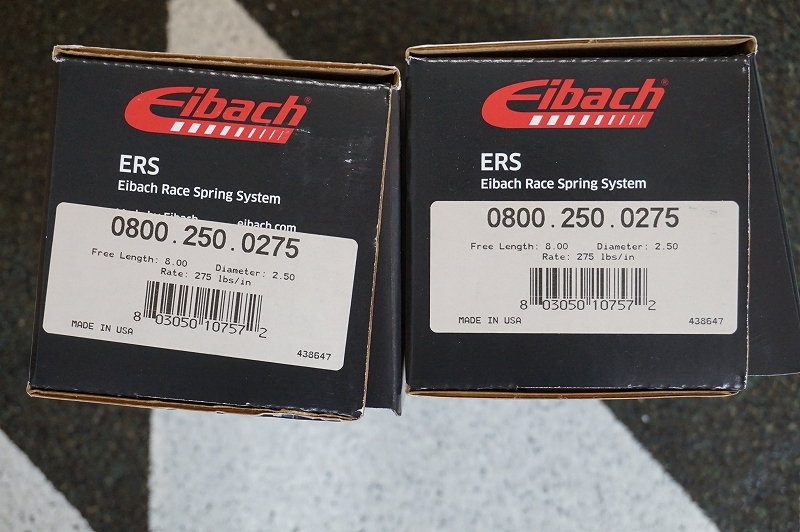 Eibach®
ERS
Eibach Race Spring System
eibach.com
0800.250.0275
Free Length: 8.00 Diameter: 2.50
Rate: 275 lbs/in
8 03050 10757 2
MADE IN USA
438647
Eibach®
ERS
Eibach Race Spring System
0800.250.0275
Free Length: 8.00 Diameter: 2.50
Rate: 275 lbs/in
8 03050 10757 2
MADE IN USA
438647